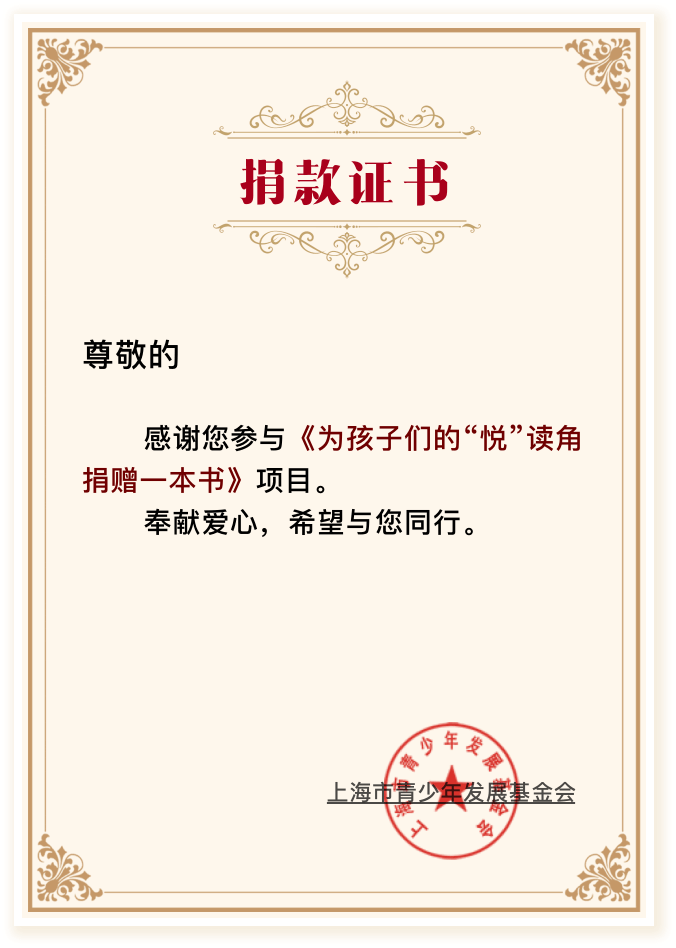 捐款证书
尊敬的
感谢您参与《为孩子们的“悦”读角
捐赠一本书》项目。
奉献爱心，希望与您同行。
上海市青少年发展基金会
上海市青少年发展基金会